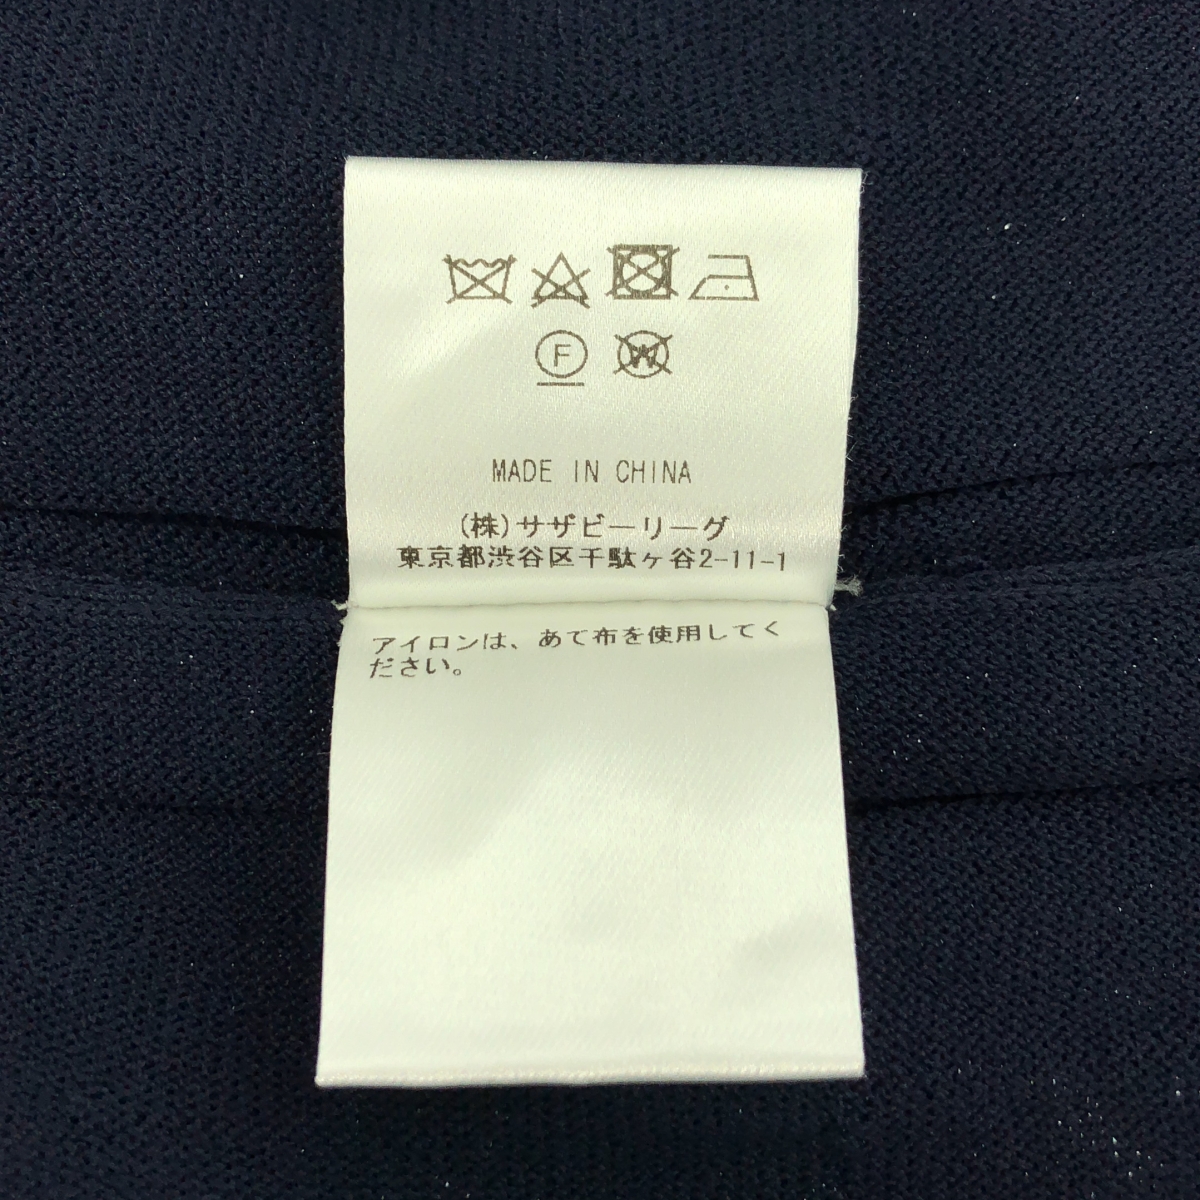 F W
MADE IN CHINA
(株)サザビーリーグ
東京都渋谷区千駄ヶ谷2-11-1
アイロンは、あて布を使用してく
ださい。